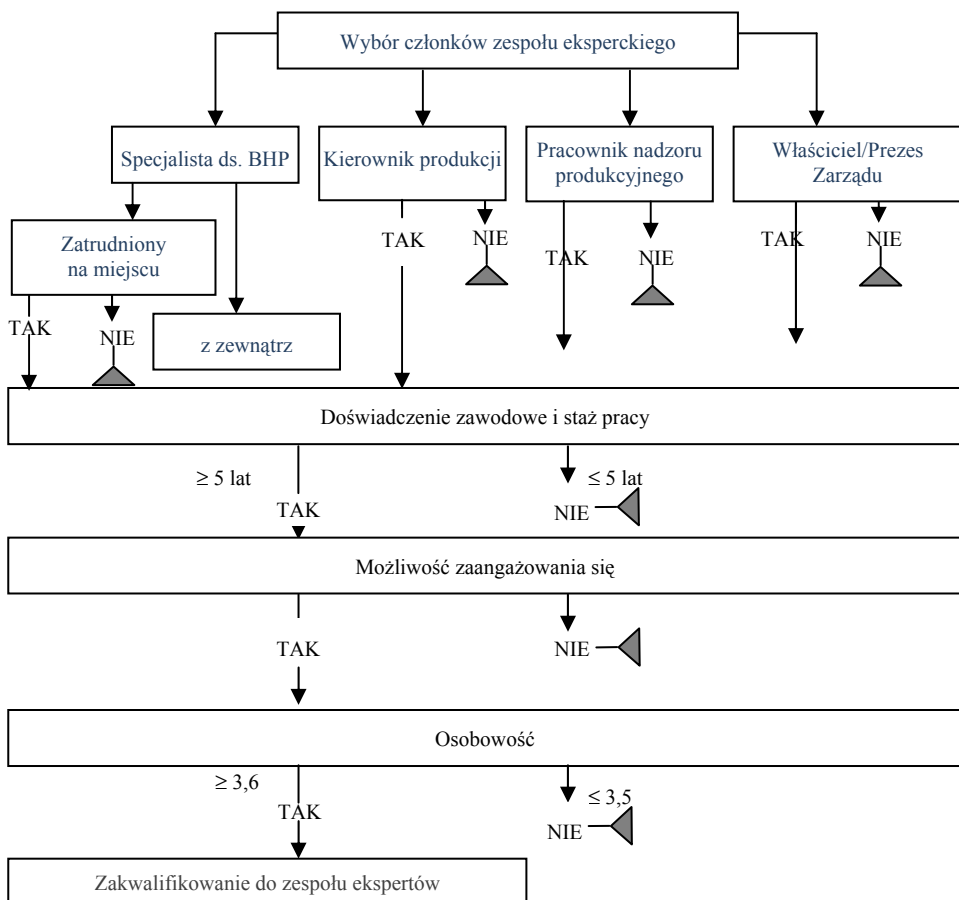 Wybór członków zespołu eksperckiego
Specjalista ds. BHP
Kierownik produkcji
Pracownik nadzoru
produkcyjnego
Właściciel/Prezes
Zarządu
Zatrudniony
na miejscu
TAK
NIE
TAK
NIE
TAK
NIE
TAK
NIE
z zewnątrz
Doświadczenie zawodowe i staż pracy
≥ 5 lat
TAK
≤ 5 lat
NIE
Możliwość zaangażowania się
TAK
NIE
Osobowość
≥ 3,6
TAK
≤ 3,5
NIE
Zakwalifikowanie do zespołu ekspertów